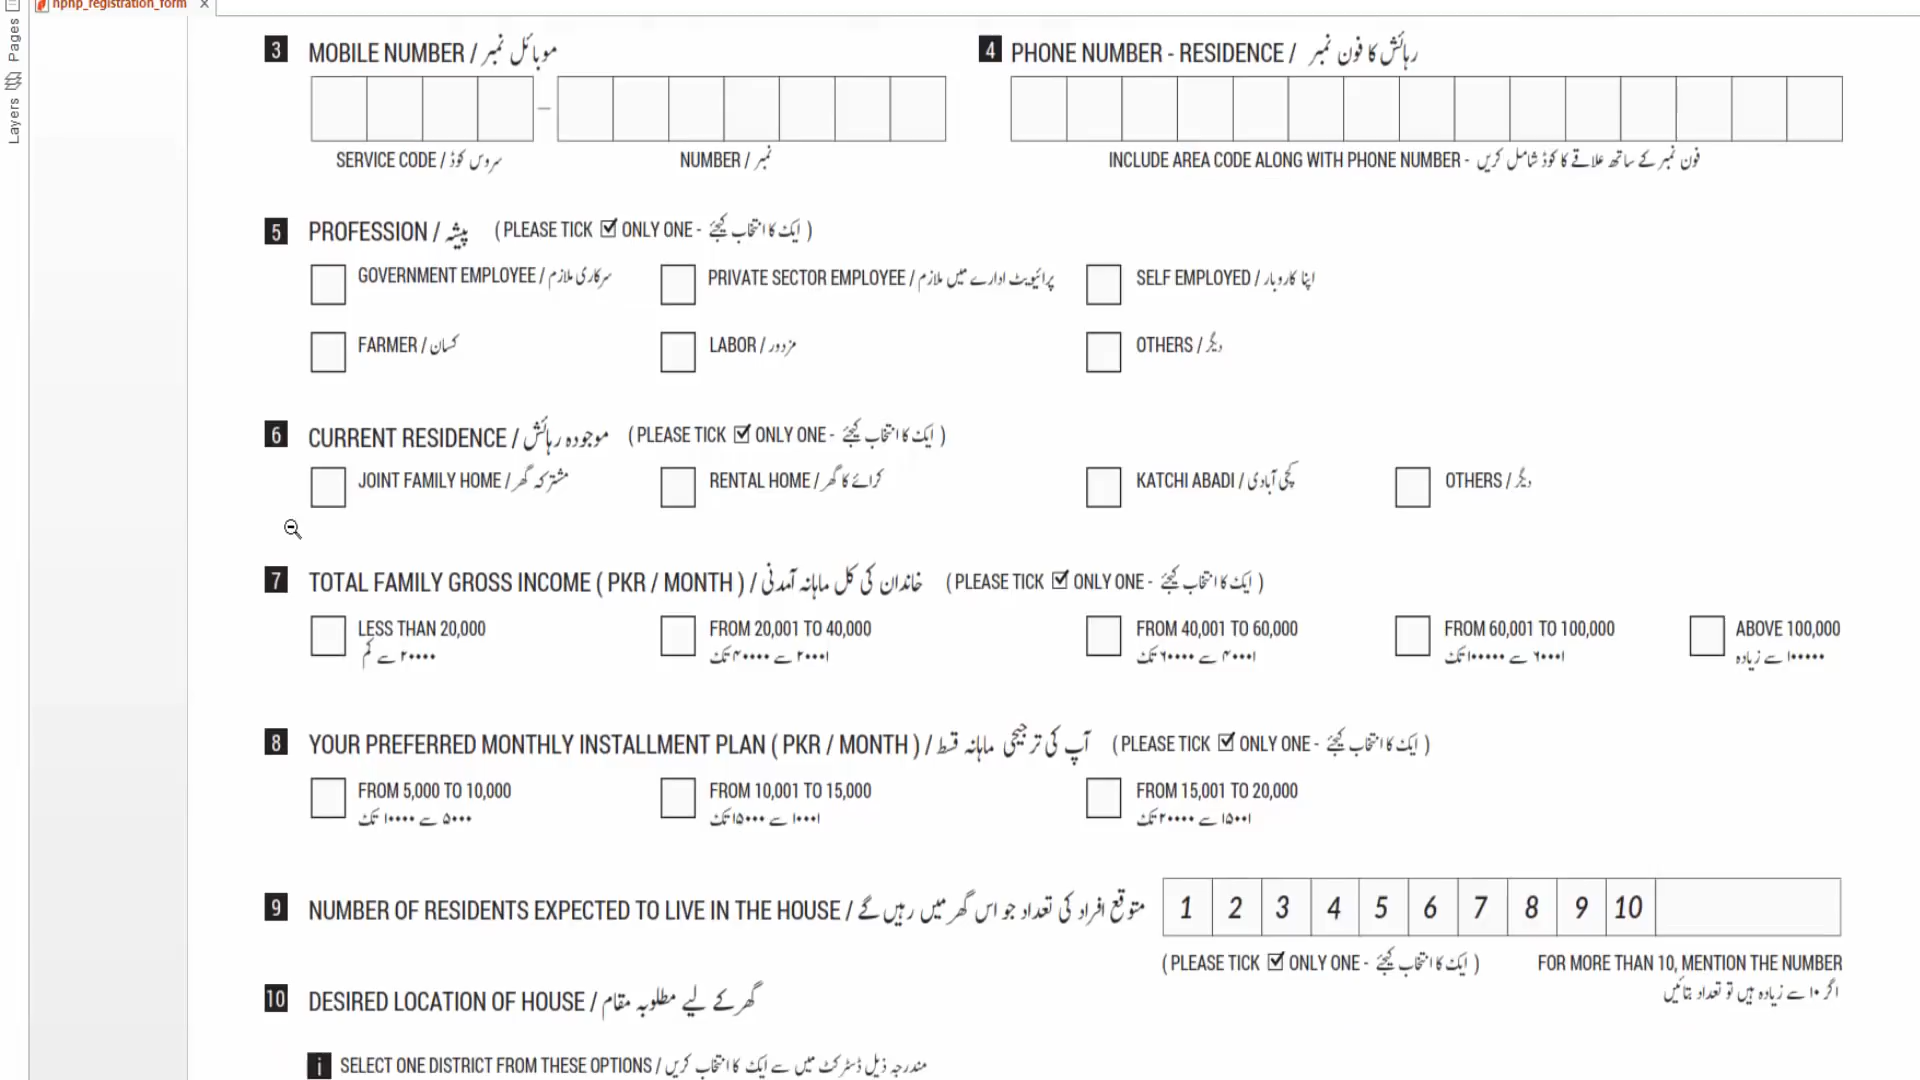 nphp_registration_form
Pages
Layers
3 MOBILE NUMBER / موبائل نمبر
4 PHONE NUMBER - RESIDENCE / رہائش کا فون نمبر
SERVICE CODE / سروس کوڈ
NUMBER / نمبر
INCLUDE AREA CODE ALONG WITH PHONE NUMBER - فون نمبر کے ساتھ علاقے کا کوڈ شامل کریں
5 PROFESSION / پیشہ ( PLEASE TICK ☑ ONLY ONE - ایک کا انتخاب کیجئے )
GOVERNMENT EMPLOYEE / سرکاری ملازم
PRIVATE SECTOR EMPLOYEE / پرائیویٹ ادارے میں ملازم
SELF EMPLOYED / اپنا کاروبار
FARMER / کسان
LABOR / مزدور
OTHERS / دیگر
6 CURRENT RESIDENCE / موجودہ رہائش ( PLEASE TICK ☑ ONLY ONE - ایک کا انتخاب کیجئے )
JOINT FAMILY HOME / مشترکہ گھر
RENTAL HOME / کرائے کا گھر
KATCHI ABADI / کچی آبادی
OTHERS / دیگر
7 TOTAL FAMILY GROSS INCOME ( PKR / MONTH ) / خاندان کی کل ماہانہ آمدنی ( PLEASE TICK ☑ ONLY ONE - ایک کا انتخاب کیجئے )
LESS THAN 20,000
۲۰۰۰۰ سے کم
FROM 20,001 TO 40,000
۲۰۰۰۱ سے ۴۰۰۰۰ تک
FROM 40,001 TO 60,000
۴۰۰۰۱ سے ۶۰۰۰۰ تک
FROM 60,001 TO 100,000
۶۰۰۰۱ سے ۱۰۰۰۰۰ تک
ABOVE 100,000
۱۰۰۰۰۰ سے زیادہ
8 YOUR PREFERRED MONTHLY INSTALLMENT PLAN ( PKR / MONTH ) / آپ کی ترجیحی ماہانہ قسط ( PLEASE TICK ☑ ONLY ONE - ایک کا انتخاب کیجئے )
FROM 5,000 TO 10,000
۵۰۰۰ سے ۱۰۰۰۰ تک
FROM 10,001 TO 15,000
۱۰۰۰۱ سے ۱۵۰۰۰ تک
FROM 15,001 TO 20,000
۱۵۰۰۱ سے ۲۰۰۰۰ تک
9 NUMBER OF RESIDENTS EXPECTED TO LIVE IN THE HOUSE / متوقع افراد کی تعداد جو اس گھر میں رہیں گے 1 2 3 4 5 6 7 8 9 10
( PLEASE TICK ☑ ONLY ONE - ایک کا انتخاب کیجئے )
FOR MORE THAN 10, MENTION THE NUMBER
اگر ۱۰ سے زیادہ ہیں تو تعداد بتائیں
10 DESIRED LOCATION OF HOUSE / گھر کے لیے مطلوبہ مقام
i SELECT ONE DISTRICT FROM THESE OPTIONS / مندرجہ ذیل ڈسٹرکٹ میں سے ایک کا انتخاب کریں